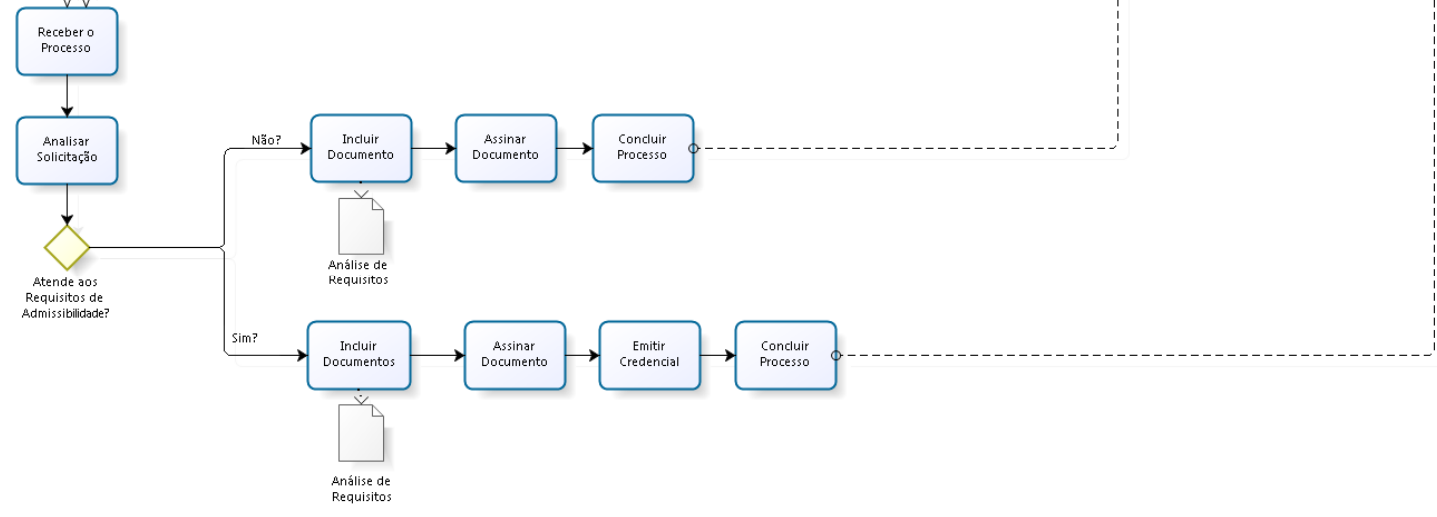 Receber o
Processo
Analisar
Solicitação
Atende aos
Requisitos de
Admissibilidade?
Não?
Incluir
Documento
Assinar
Documento
Concluir
Processo
Análise de
Requisitos
Sim?
Incluir
Documentos
Assinar
Documento
Emitir
Credencial
Concluir
Processo
Análise de
Requisitos